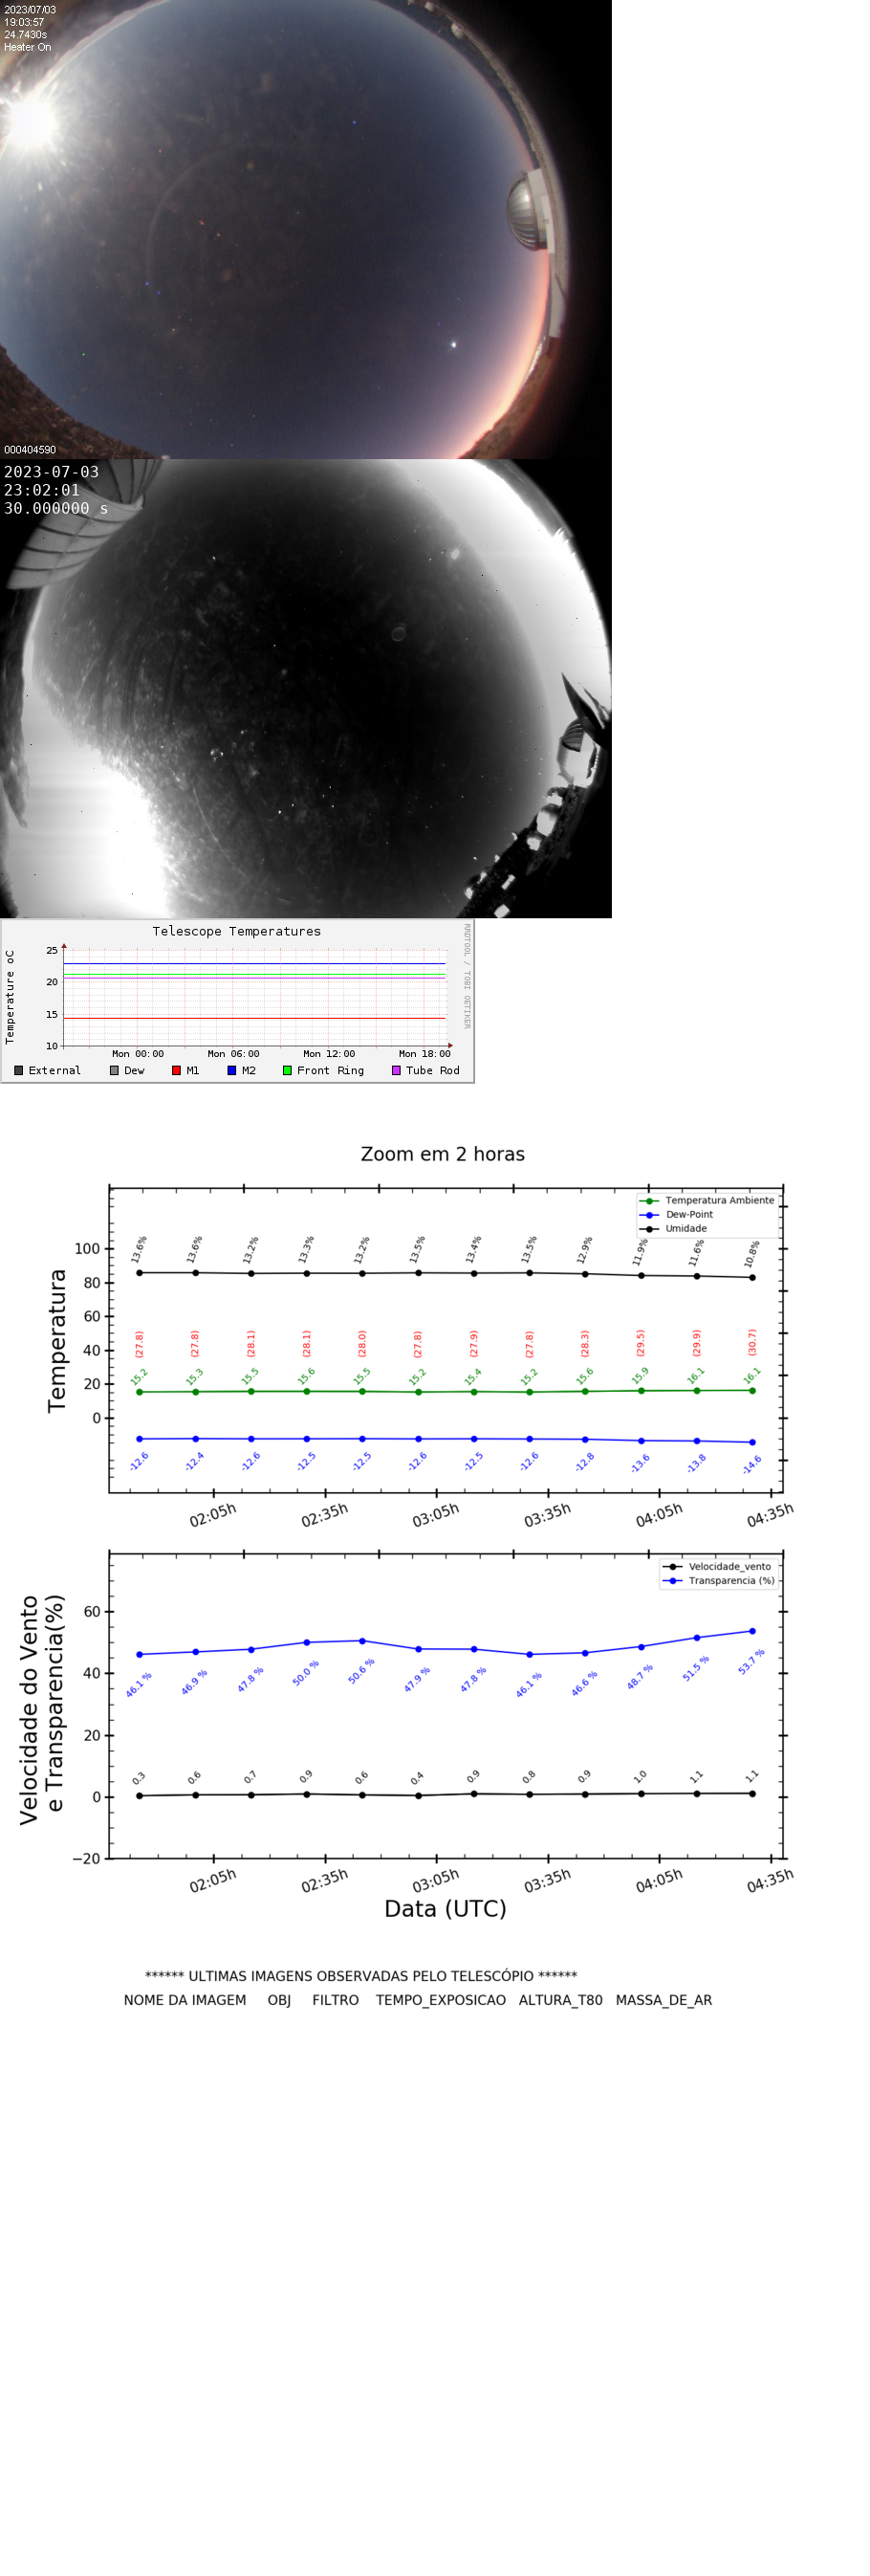 2023/07/03
19:03:57
24.7430s
Heater On
000404590
2023-07-03
23:02:01
30.000000 s
Telescope Temperatures
Temperature oC
RRDTOOL / TOBI OETIKER
25
20
15
10
Mon 00:00 Mon 06:00 Mon 12:00 Mon 18:00
External Dew M1 M2 Front Ring Tube Rod
Zoom em 2 horas
Temperatura
Temperatura Ambiente
Dew-Point
Umidade
100
80
60
40
20
0
13.6% 13.6% 13.2% 13.3% 13.2% 13.5% 13.4% 13.5% 12.9% 11.9% 11.6% 10.8%
(27.8) (27.8) (28.1) (28.1) (28.0) (27.8) (27.9) (27.8) (28.3) (29.5) (29.9) (30.7)
15.2 15.3 15.5 15.6 15.5 15.2 15.4 15.2 15.6 15.9 16.1 16.1
-12.6 -12.4 -12.6 -12.5 -12.5 -12.6 -12.5 -12.6 -12.8 -13.6 -13.8 -14.6
02:05h 02:35h 03:05h 03:35h 04:05h 04:35h
Velocidade do Vento
e Transparencia(%)
Velocidade_vento
Transparencia (%)
60
40
20
0
−20
46.1 % 46.9 % 47.8 % 50.0 % 50.6 % 47.9 % 47.8 % 46.1 % 46.6 % 48.7 % 51.5 % 53.7 %
0.3 0.6 0.7 0.9 0.6 0.4 0.9 0.8 0.9 1.0 1.1 1.1
02:05h 02:35h 03:05h 03:35h 04:05h 04:35h
Data (UTC)
****** ULTIMAS IMAGENS OBSERVADAS PELO TELESCÓPIO ******
NOME DA IMAGEM OBJ FILTRO TEMPO_EXPOSICAO ALTURA_T80 MASSA_DE_AR